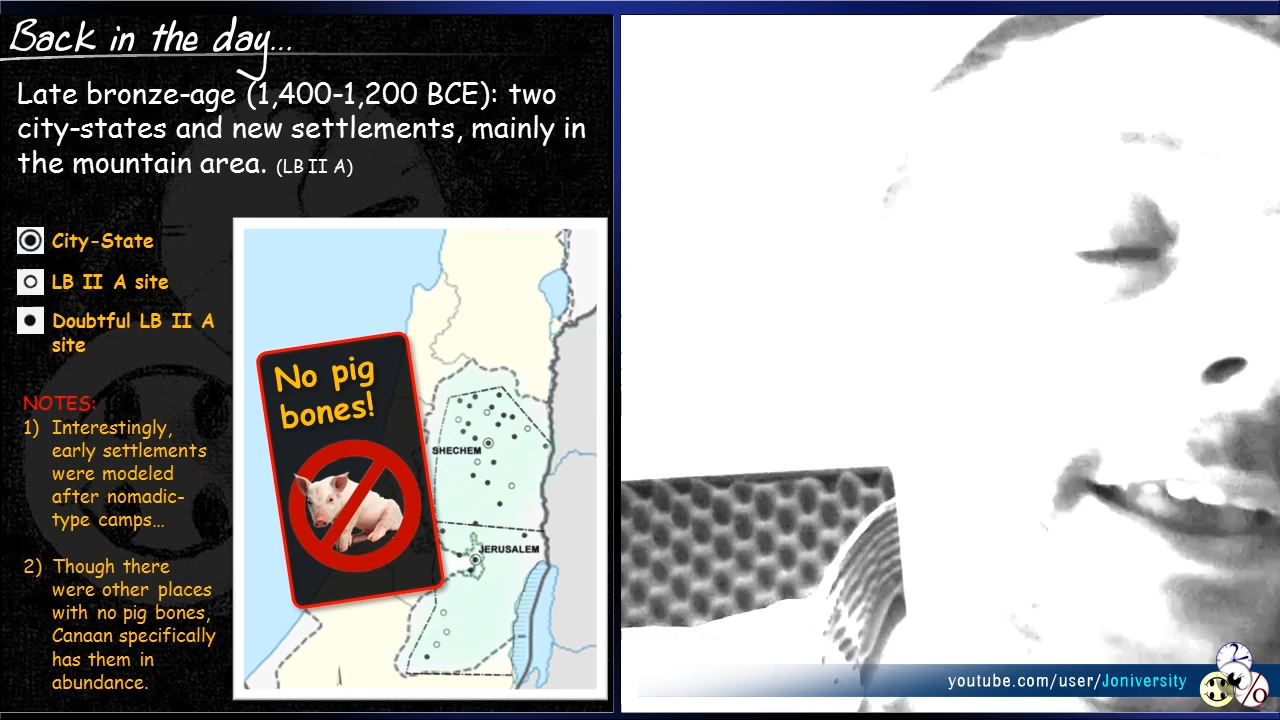 Back in the day...
Late bronze-age (1,400-1,200 BCE): two
city-states and new settlements, mainly in
the mountain area. (LB II A)
City-State
LB II A site
Doubtful LB II A
site
NOTES:
1) Interestingly,
early settlements
were modeled
after nomadic-
type camps...
2) Though there
were other places
with no pig bones,
Canaan specifically
has them in
abundance.
No pig
bones!
SHECHEM
JERUSALEM
youtube.com/user/Joniversity
? %